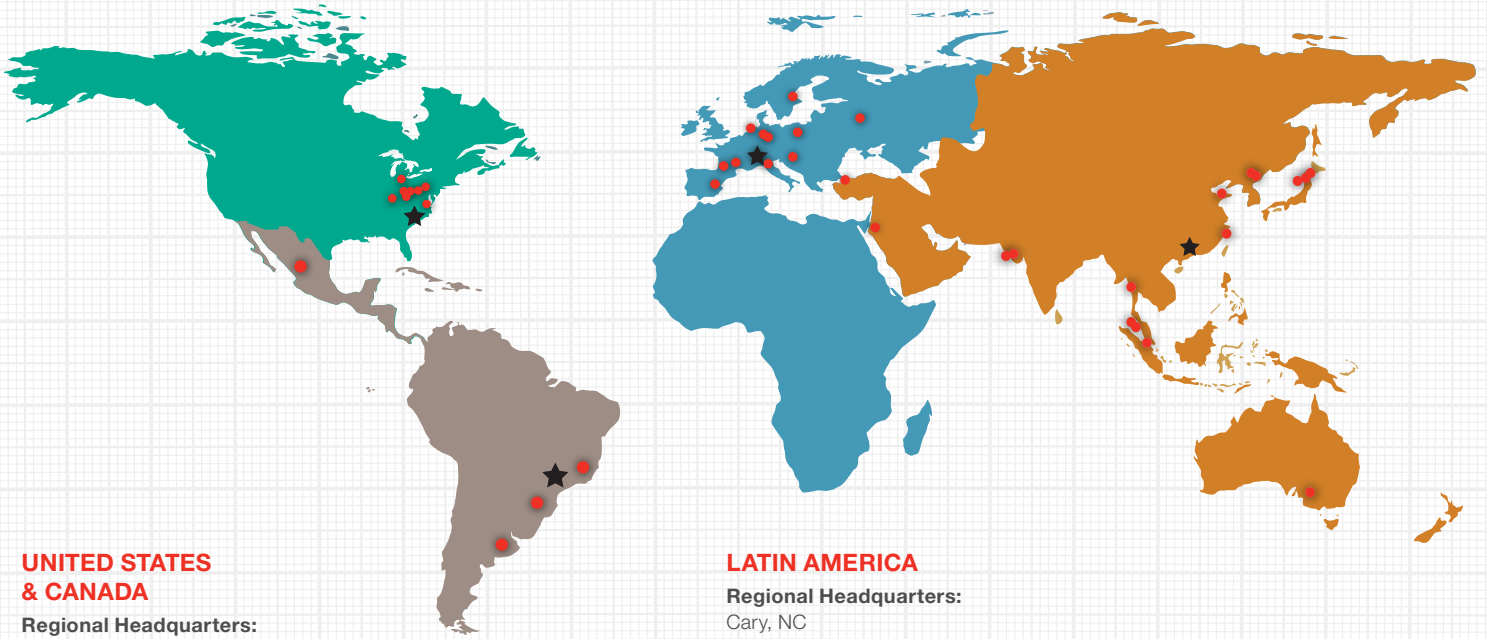 UNITED STATES
& CANADA
Regional Headquarters:
LATIN AMERICA
Regional Headquarters:
Cary, NC